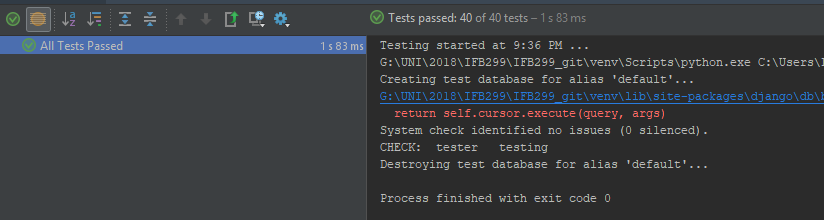 Tests passed: 40 of 40 tests – 1 s 83 ms
All Tests Passed 1 s 83 ms
Testing started at 9:36 PM ...
G:\UNI\2018\IFB299\IFB299_git\venv\Scripts\python.exe C:\Users\
Creating test database for alias 'default'...
G:\UNI\2018\IFB299\IFB299_git\venv\lib\site-packages\django\db\
return self.cursor.execute(query, args)
System check identified no issues (0 silenced).
CHECK: tester testing
Destroying test database for alias 'default'...
Process finished with exit code 0